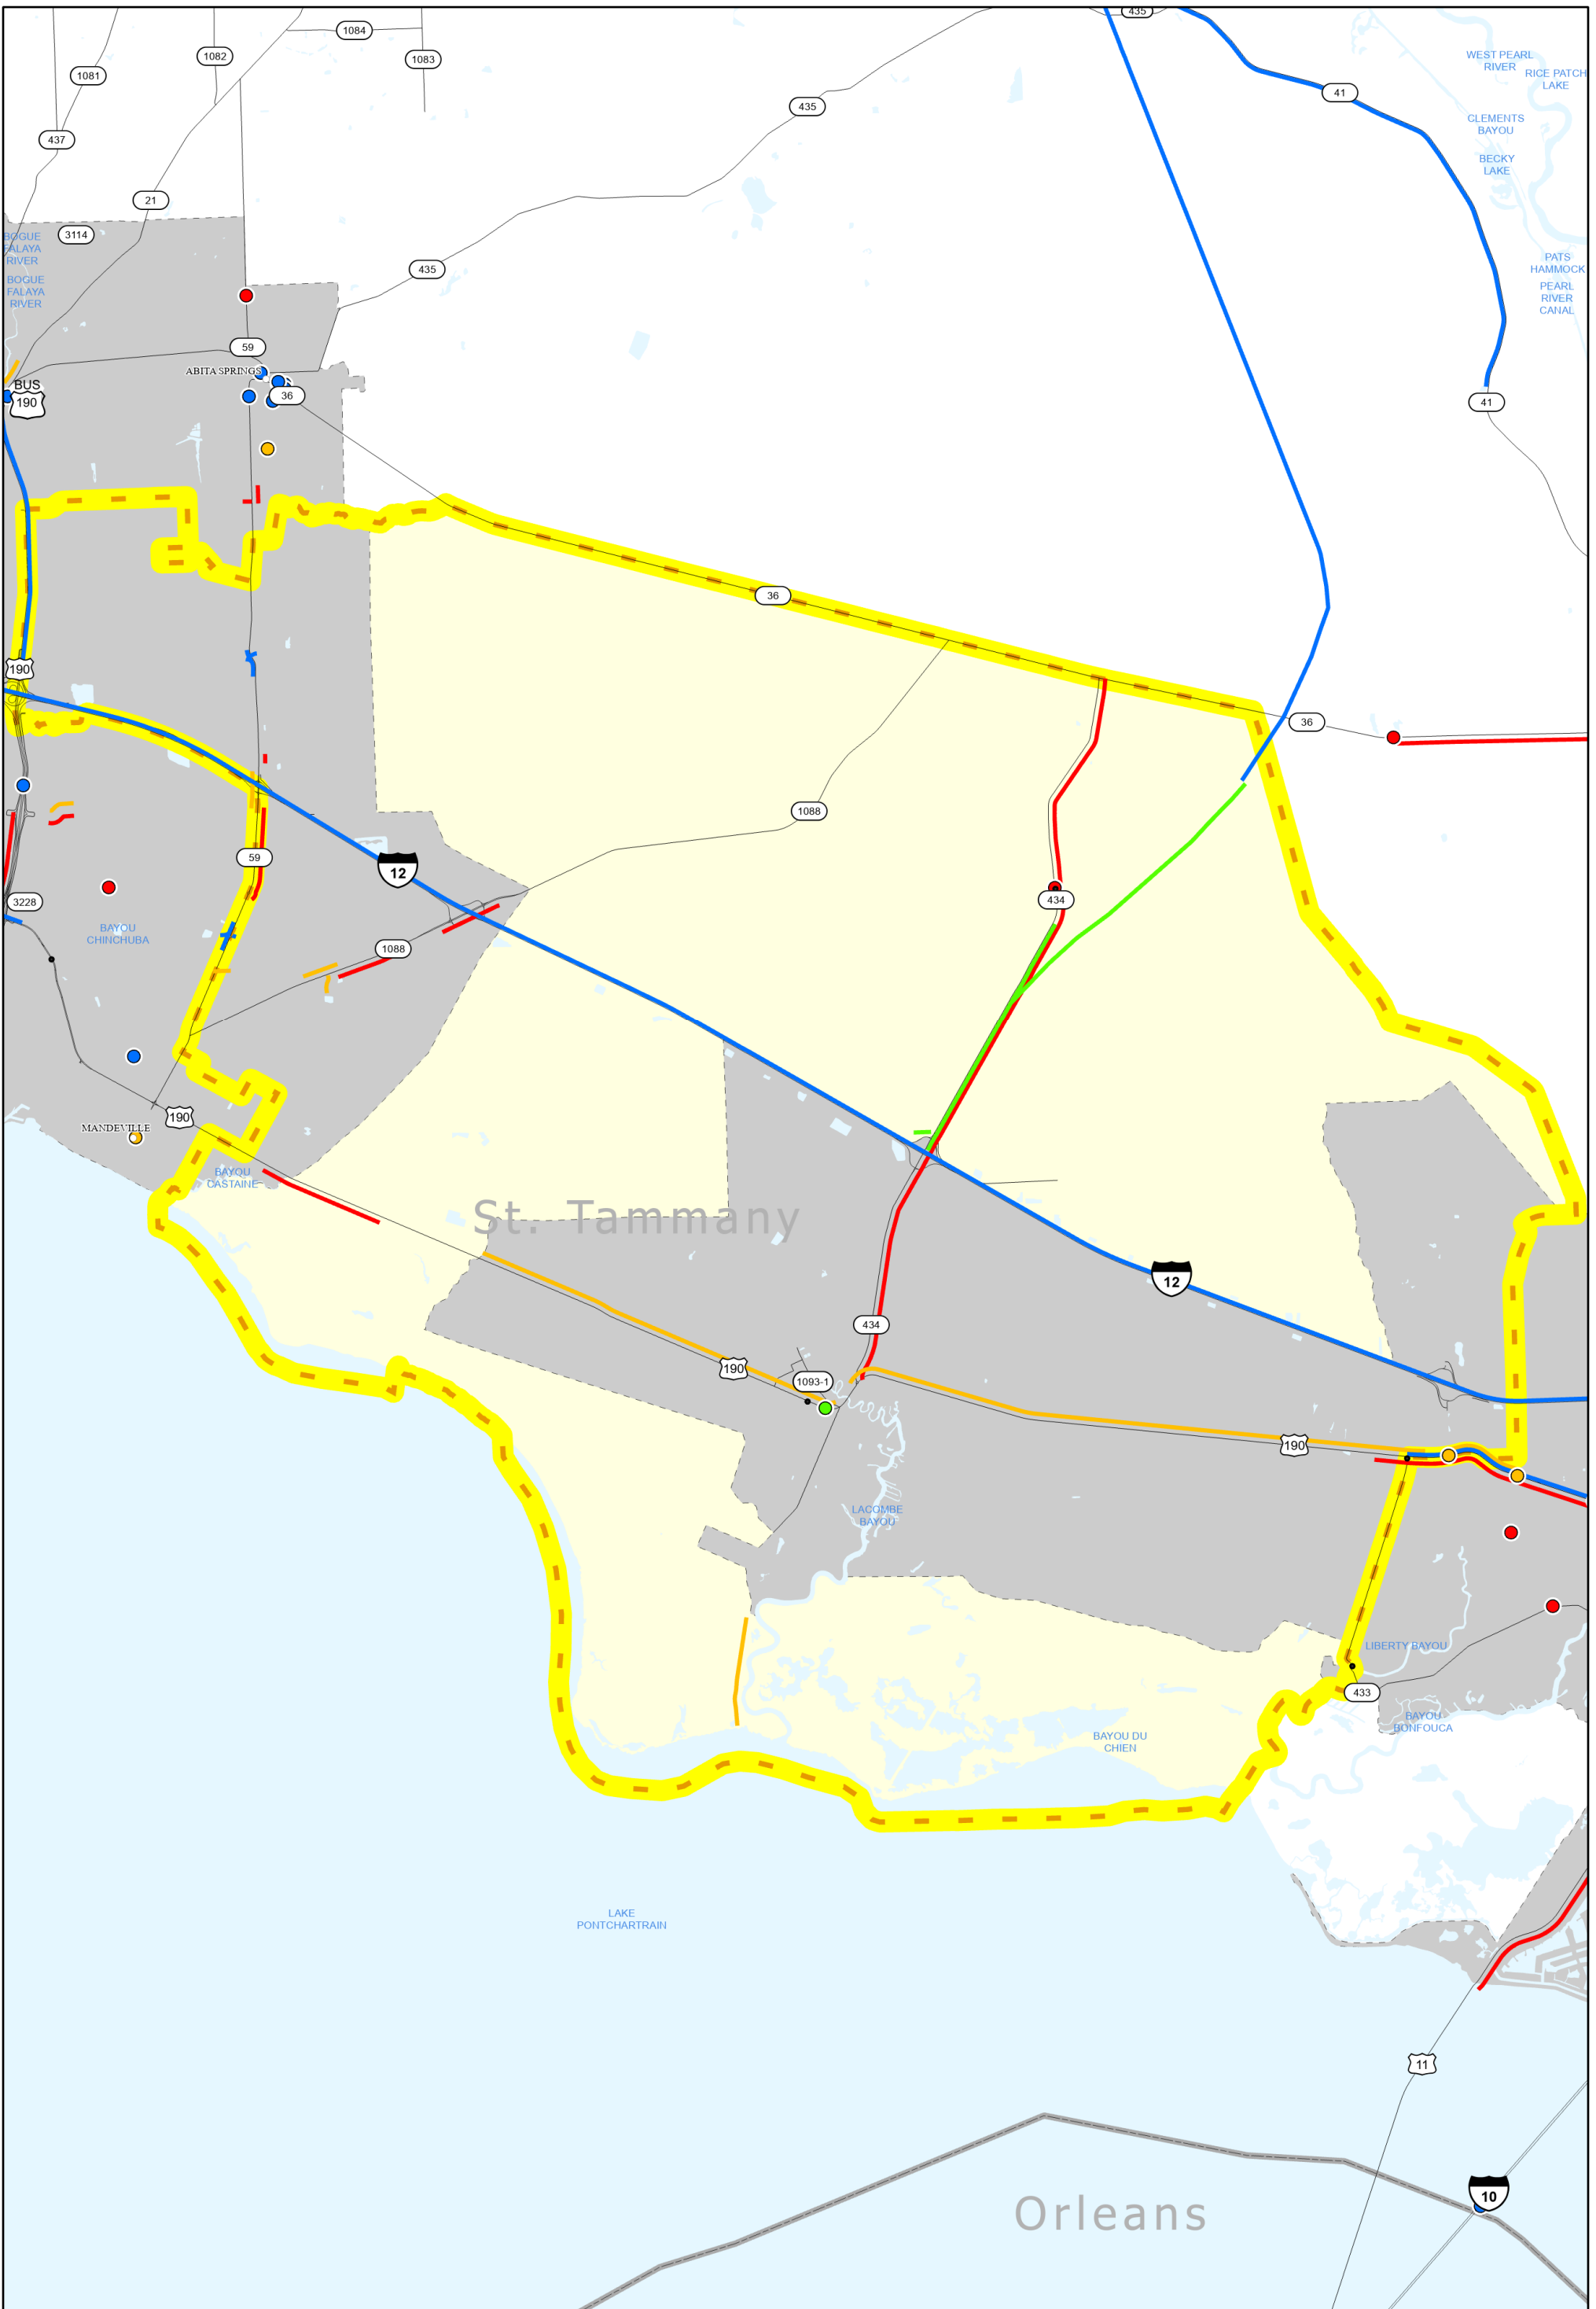 435
1084
1082
1083
1081
WEST PEARL
RIVER
RICE PATCH
LAKE
41
435
CLEMENTS
BAYOU
437
BECKY
LAKE
21
3114
BOGUE
FALAYA
RIVER
435
PATS
HAMMOCK
BOGUE
FALAYA
RIVER
PEARL
RIVER
CANAL
59
ABITA SPRINGS
BUS
190
36
41
36
190
36
1088
59
12
3228
434
BAYOU
CHINCHUBA
1088
190
MANDEVILLE
BAYOU
CASTAINE
St. Tammany
12
434
190
1093-1
190
LACOMBE
BAYOU
LIBERTY BAYOU
433
BAYOU
BONFOUCA
BAYOU DU
CHIEN
LAKE
PONTCHARTRAIN
11
10
Orleans